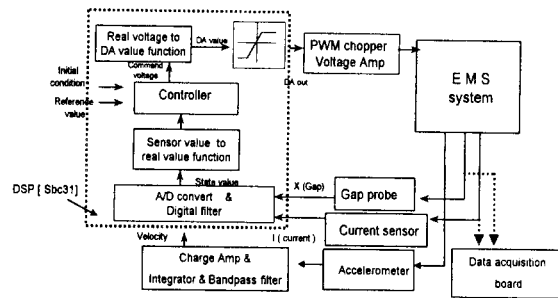 Real voltage to
DA value function
DA value
DA out
PWM chopper
Voltage Amp
E M S
system
Command
voltage
Initial
condition
Reference
value
Controller
Sensor value to
real value function
State value
DSP [ Sbc31]
A/D convert &
Digital filter
X (Gap)
Gap probe
I ( current )
Current sensor
Velocity
Charge Amp &
Integrator & Bandpass filter
Accelerometer
Data acquisition
board